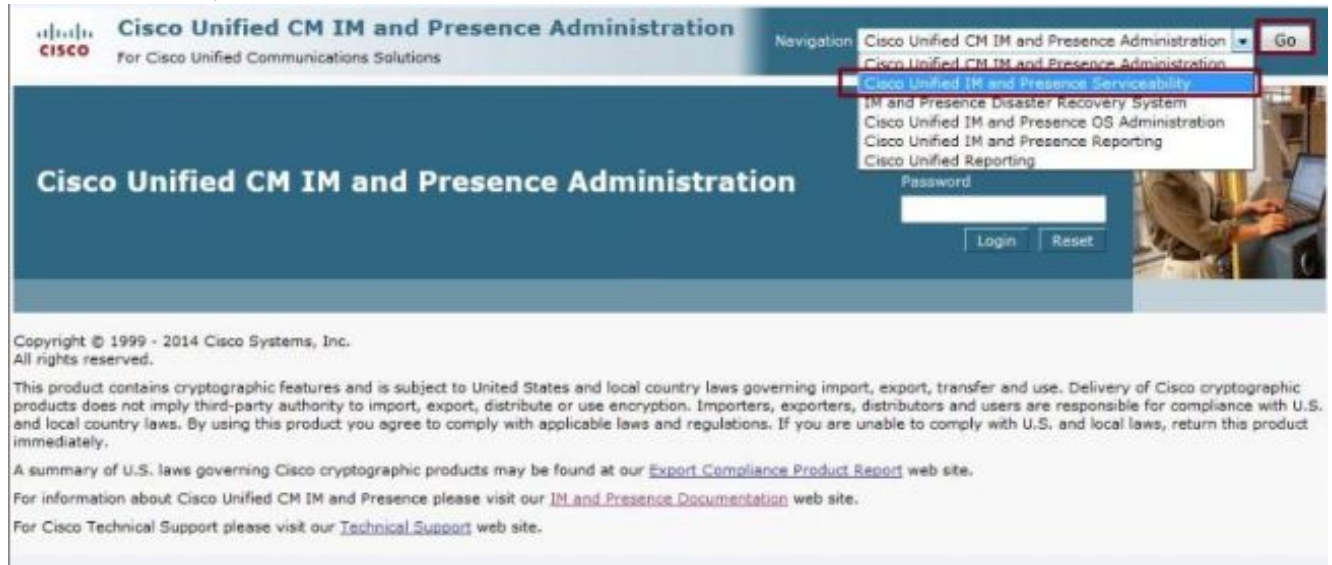 CISCO
Cisco Unified CM IM and Presence Administration
For Cisco Unified Communications Solutions
Navigation
Cisco Unified CM IM and Presence Administration
Go
Cisco Unified CM IM and Presence Administration
Cisco Unified IM and Presence Serviceability
IM and Presence Disaster Recovery System
Cisco Unified IM and Presence OS Administration
Cisco Unified IM and Presence Reporting
Cisco Unified Reporting
Cisco Unified CM IM and Presence Administration
Password
Login
Reset
Copyright © 1999 - 2014 Cisco Systems, Inc.
All rights reserved.
This product contains cryptographic features and is subject to United States and local country laws governing import, export, transfer and use. Delivery of Cisco cryptographic
products does not imply third-party authority to import, export, distribute or use encryption. Importers, exporters, distributors and users are responsible for compliance with U.S.
and local country laws. By using this product you agree to comply with applicable laws and regulations. If you are unable to comply with U.S. and local laws, return this product
immediately.
A summary of U.S. laws governing Cisco cryptographic products may be found at our Export Compliance Product Report web site.
For information about Cisco Unified CM IM and Presence please visit our IM and Presence Documentation web site.
For Cisco Technical Support please visit our Technical Support web site.